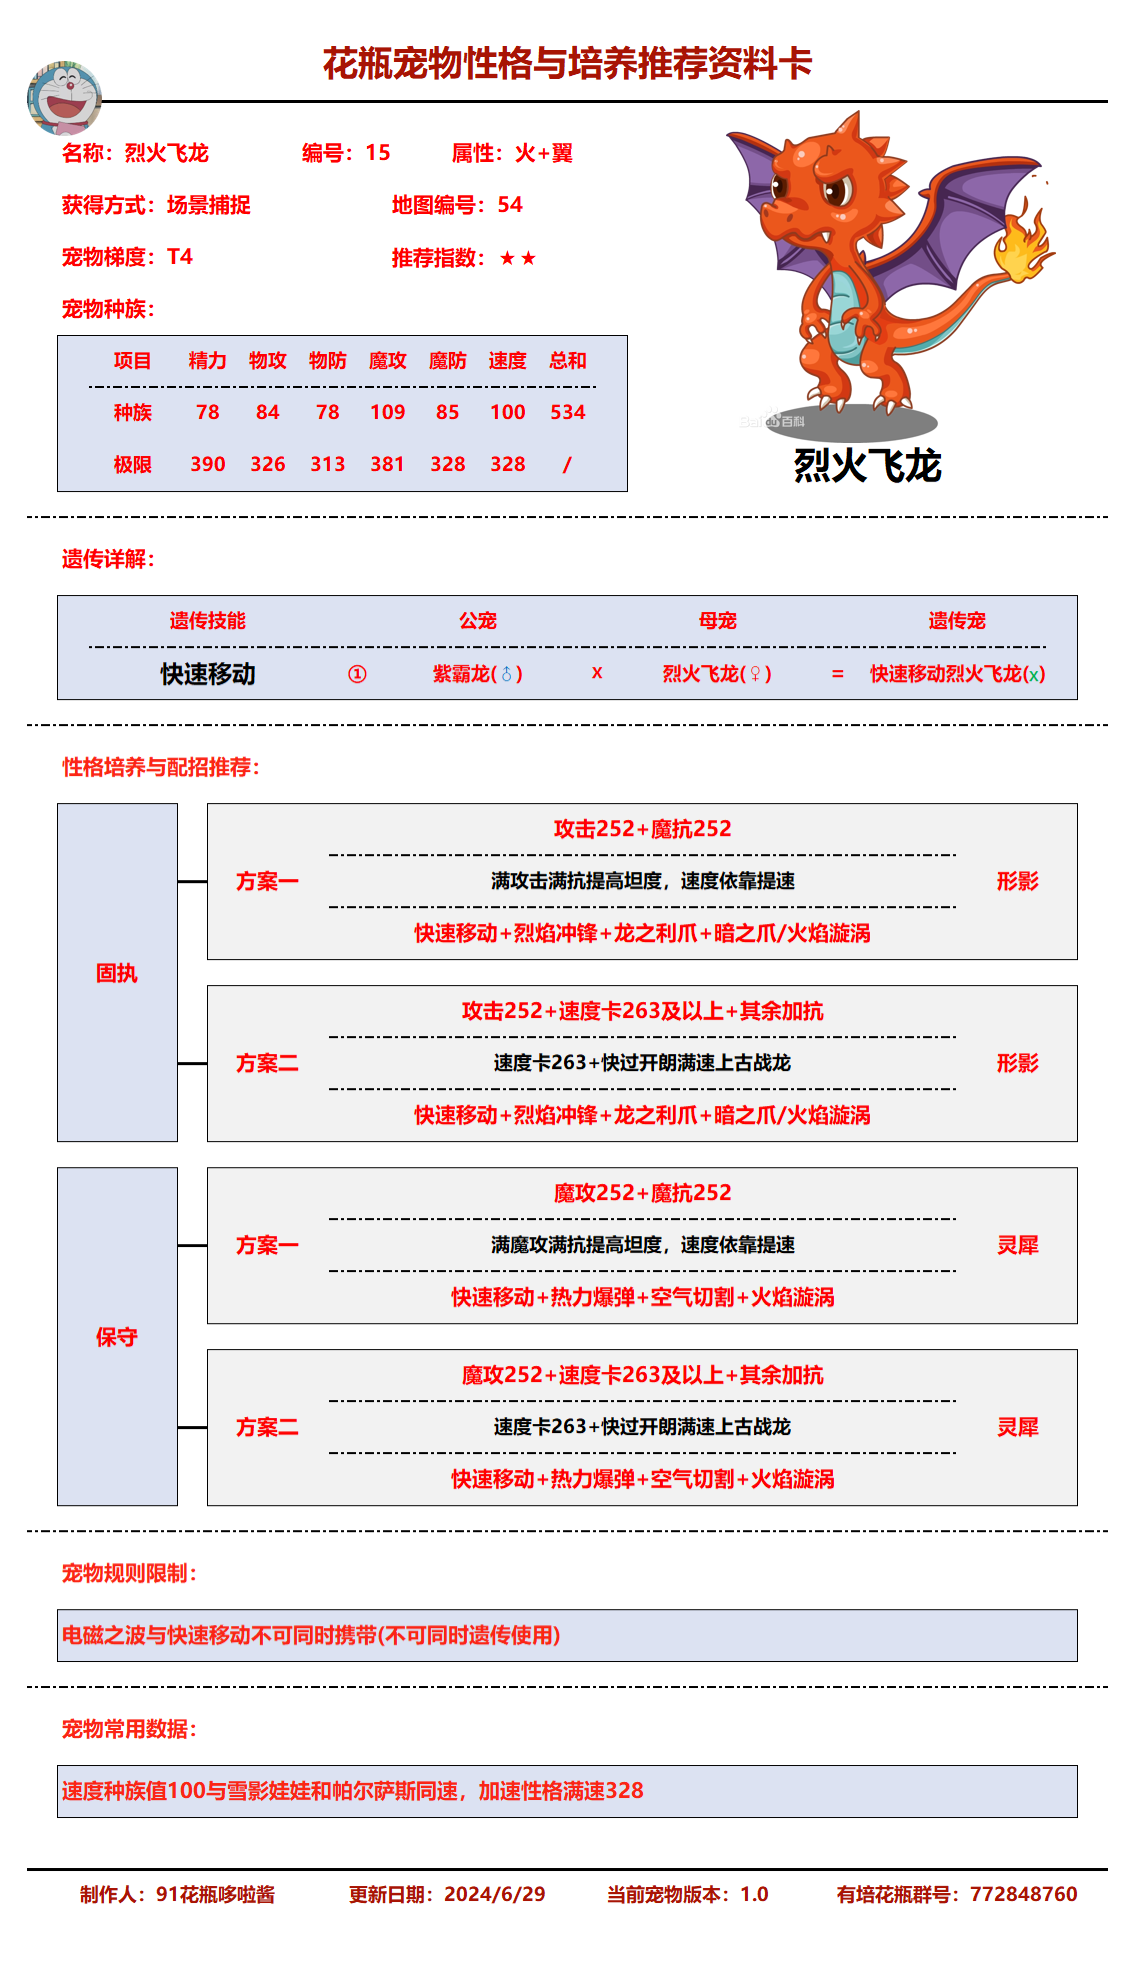 花瓶宠物性格与培养推荐资料卡
名称：烈火飞龙 编号：15 属性：火+翼
获得方式：场景捕捉 地图编号：54
宠物梯度：T4 推荐指数：★★
宠物种族：
项目 精力 物攻 物防 魔攻 魔防 速度 总和
种族 78 84 78 109 85 100 534
极限 390 326 313 381 328 328 /
Bai百科
烈火飞龙
遗传详解：
遗传技能 公宠 母宠 遗传宠
快速移动 ① 紫霸龙(♂) X 烈火飞龙(♀) = 快速移动烈火飞龙(x)
性格培养与配招推荐：
固执
方案一
攻击252+魔抗252
满攻击满抗提高坦度，速度依靠提速
快速移动+烈焰冲锋+龙之利爪+暗之爪/火焰漩涡
形影
方案二
攻击252+速度卡263及以上+其余加抗
速度卡263+快过开朗满速上古战龙
快速移动+烈焰冲锋+龙之利爪+暗之爪/火焰漩涡
形影
保守
方案一
魔攻252+魔抗252
满魔攻满抗提高坦度，速度依靠提速
快速移动+热力爆弹+空气切割+火焰漩涡
灵犀
方案二
魔攻252+速度卡263及以上+其余加抗
速度卡263+快过开朗满速上古战龙
快速移动+热力爆弹+空气切割+火焰漩涡
灵犀
宠物规则限制：
电磁之波与快速移动不可同时携带(不可同时遗传使用)
宠物常用数据：
速度种族值100与雪影娃娃和帕尔萨斯同速，加速性格满速328
制作人：91花瓶哆啦酱 更新日期：2024/6/29 当前宠物版本：1.0 有培花瓶群号：772848760